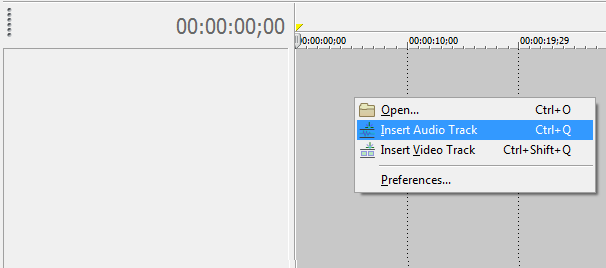 00:00:00;00
00:00:00;00 00:00:10;00 00:00:19;29
Open... Ctrl+O
Insert Audio Track Ctrl+Q
Insert Video Track Ctrl+Shift+Q
Preferences...